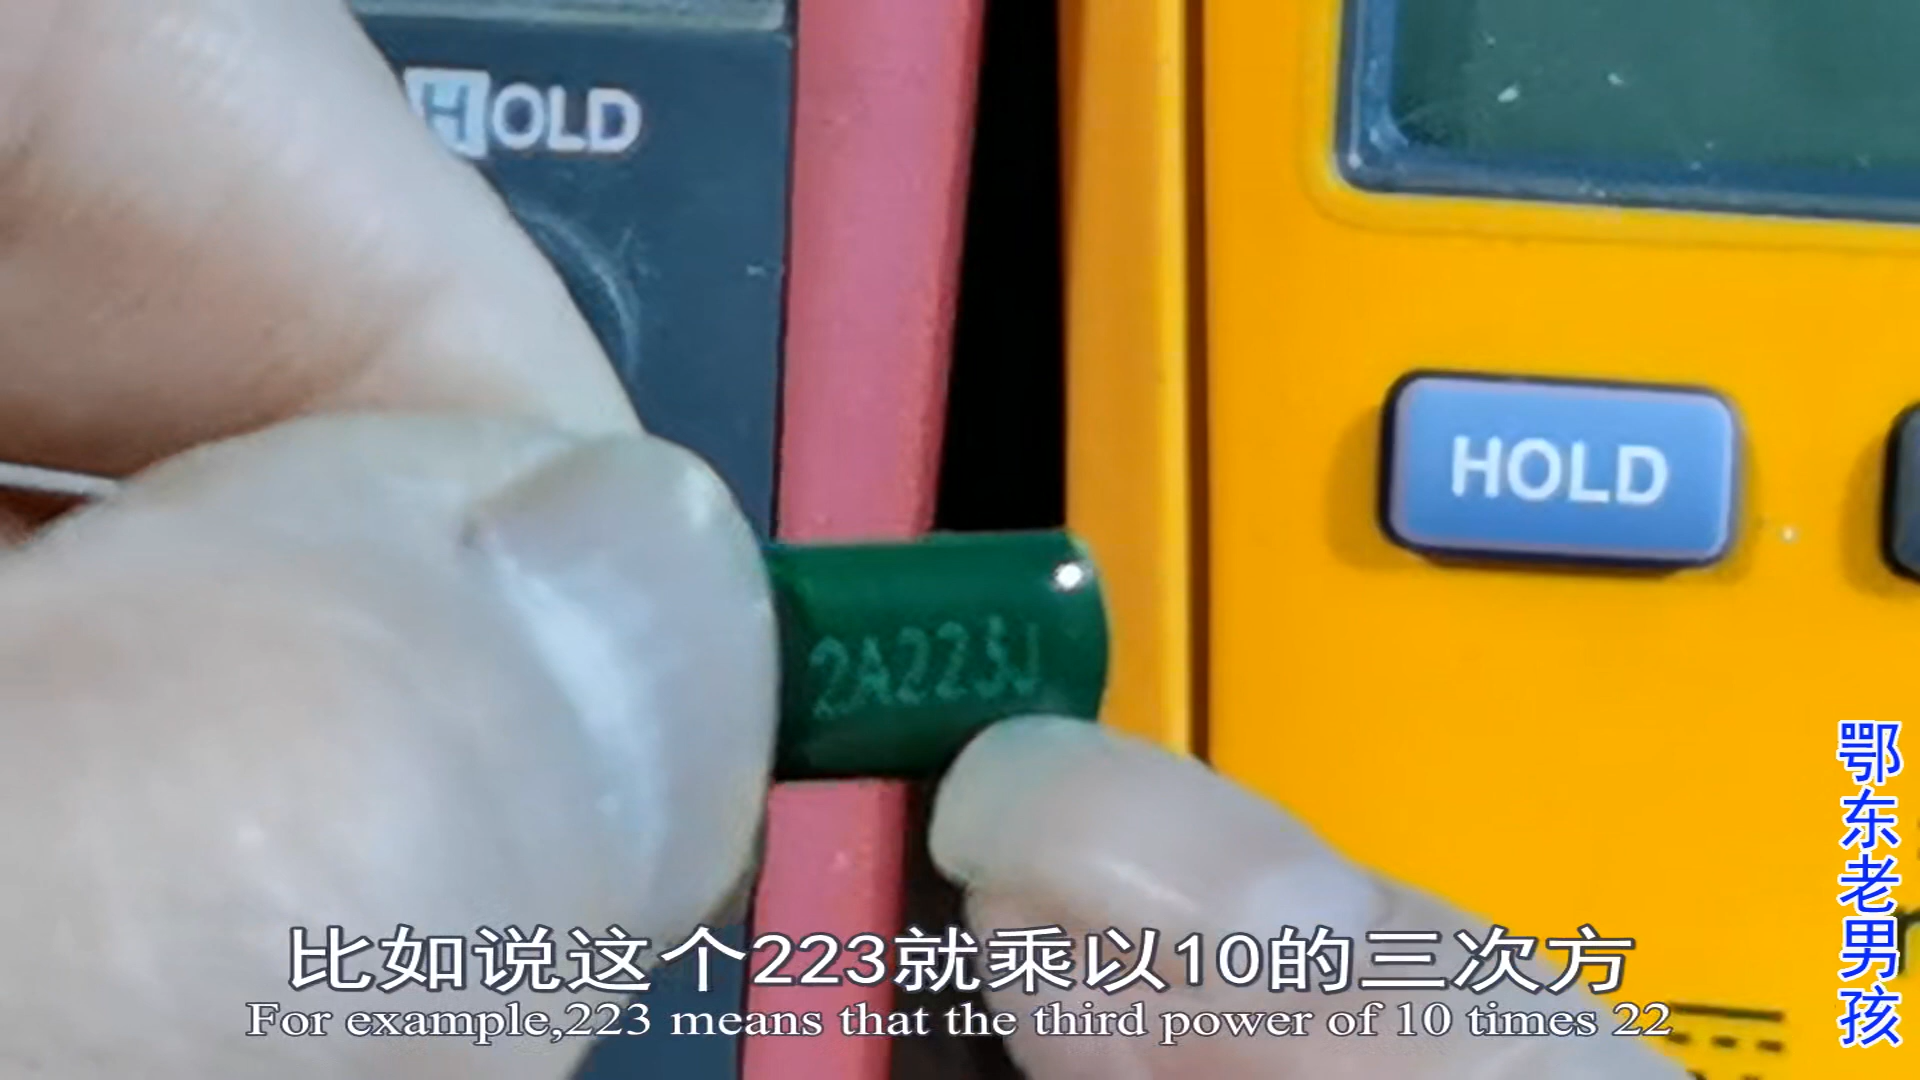 HOLD
HOLD
2A223J
鄂东老男孩
比如说这个223就乘以10的三次方
For example,223 means that the third power of 10 times 22